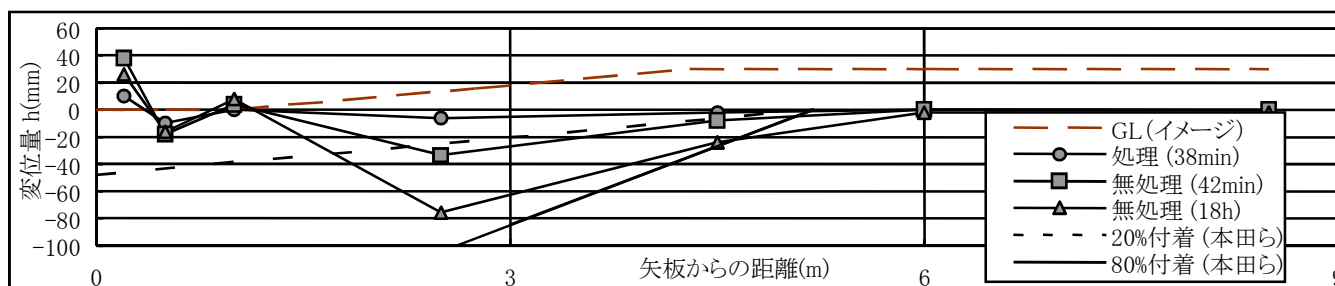 60
40
20
0
-20
-40
-60
-80
-100
変位量 h(mm)
0
3
6
9
矢板からの距離(m)
GL(イメージ)
処理(38min)
無処理(42min)
無処理(18h)
20%付着(本田ら)
80%付着(本田ら)